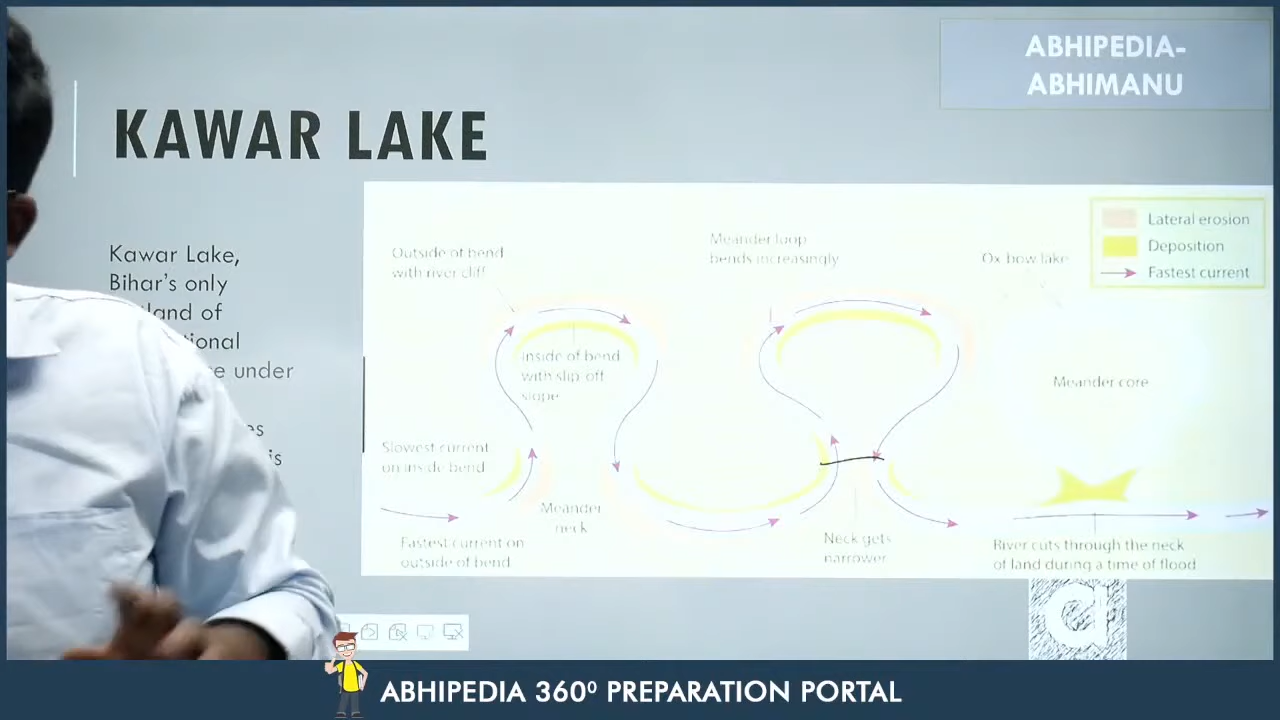 ABHIPEDIA-
ABHIMANU
KAWAR LAKE
Kawar Lake,
Bihar's only
of
under
Outside of bend
with river cliff
Meander loop
bends increasingly
Ox-bow lake
Lateral erosion
Deposition
Fastest current
Inside of bend
with slip-off
slope
Meander core
Slowest current
on inside bend
Meander
neck
Fastest current on
outside of bend
Neck gets
narrower
River cuts through the neck
of land during a time of flood
a
ABHIPEDIA 360⁰ PREPARATION PORTAL